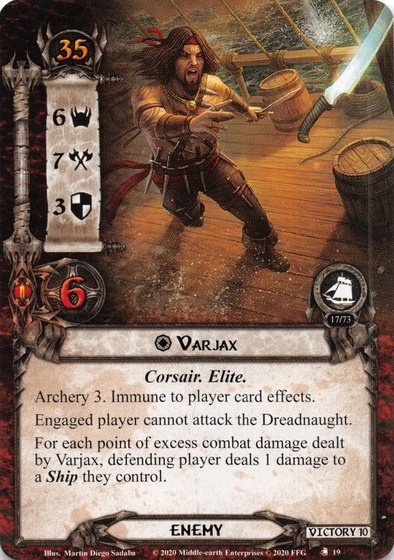 35
6
7
3
6
17/73
Varjax
Corsair. Elite.
Archery 3. Immune to player card effects.
Engaged player cannot attack the Dreadnaught.
For each point of excess combat damage dealt
by Varjax, defending player deals 1 damage to
a Ship they control.
Illus. Martin Diego Sadaba
ENEMY
© 2020 Middle-earth Enterprises © 2020 FFG
19
VICTORY 10